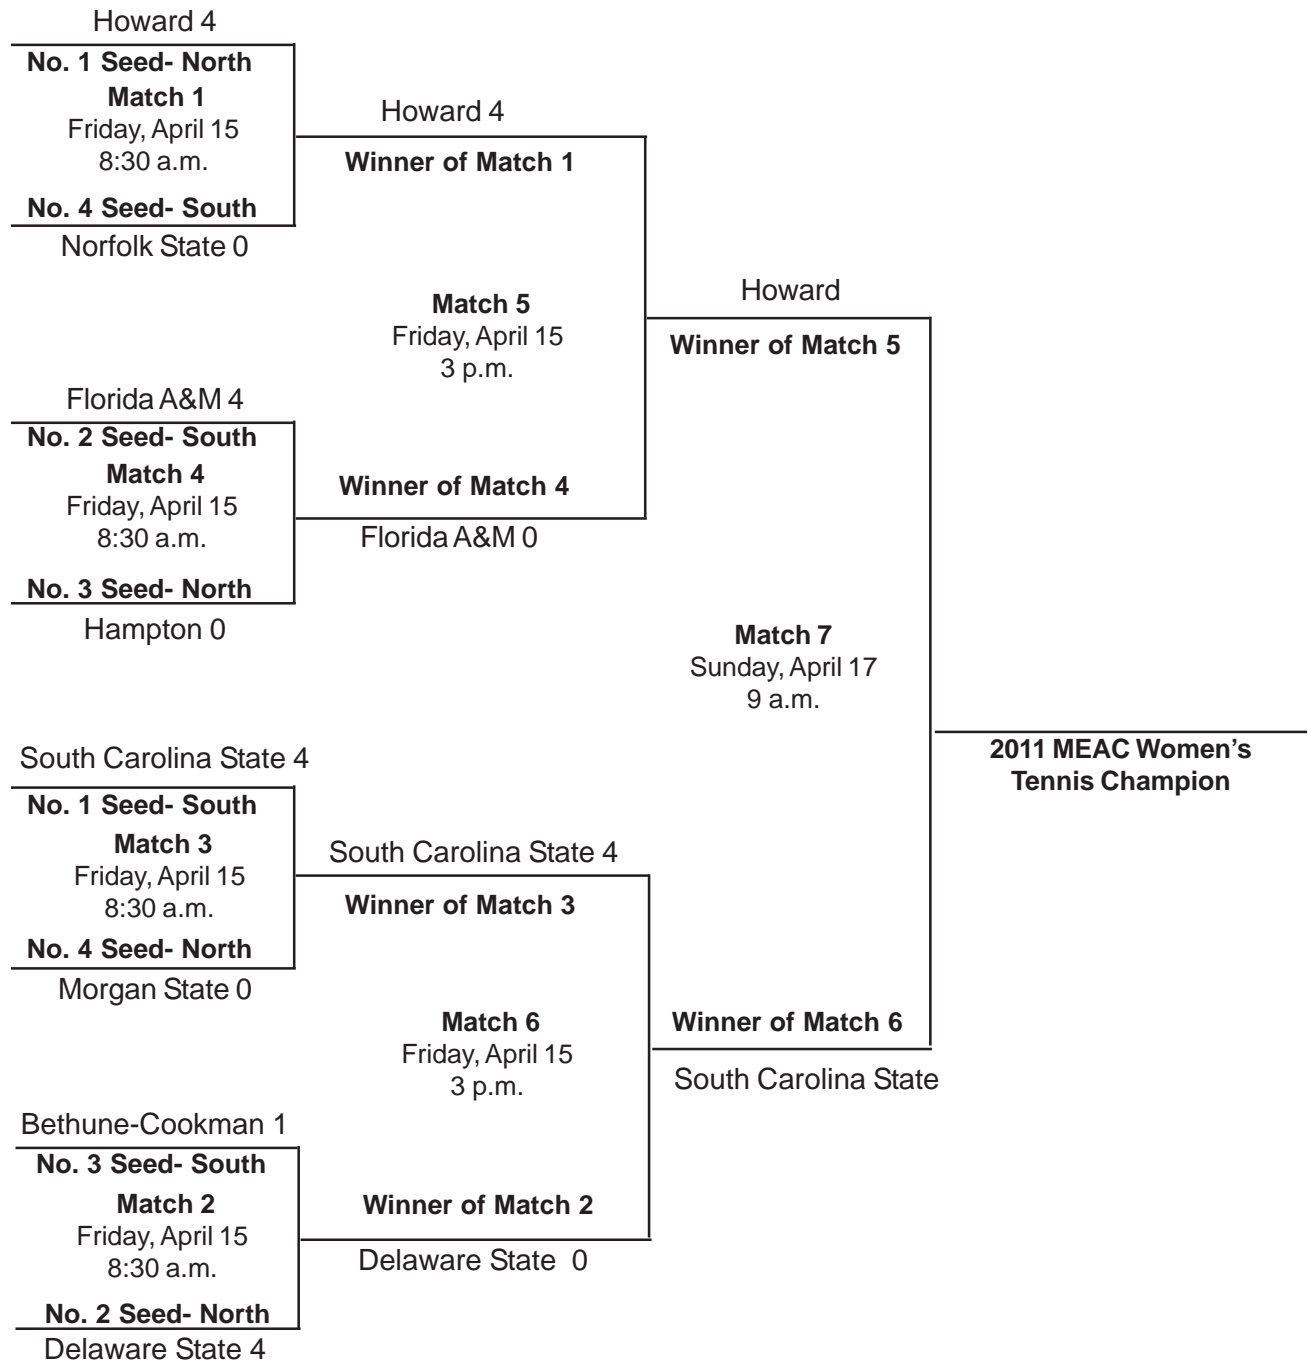 Howard 4
No. 1 Seed- North
Match 1
Friday, April 15
8:30 a.m.
No. 4 Seed- South
Norfolk State 0
Howard 4
Winner of Match 1
Match 5
Friday, April 15
3 p.m.
Howard
Winner of Match 5
Florida A&M 4
No. 2 Seed- South
Match 4
Friday, April 15
8:30 a.m.
No. 3 Seed- North
Hampton 0
Winner of Match 4
Florida A&M 0
Match 7
Sunday, April 17
9 a.m.
2011 MEAC Women's
Tennis Champion
South Carolina State 4
No. 1 Seed- South
Match 3
Friday, April 15
8:30 a.m.
No. 4 Seed- North
Morgan State 0
South Carolina State 4
Winner of Match 3
Match 6
Friday, April 15
3 p.m.
Winner of Match 6
South Carolina State
Bethune-Cookman 1
No. 3 Seed- South
Match 2
Friday, April 15
8:30 a.m.
No. 2 Seed- North
Delaware State 4
Winner of Match 2
Delaware State 0